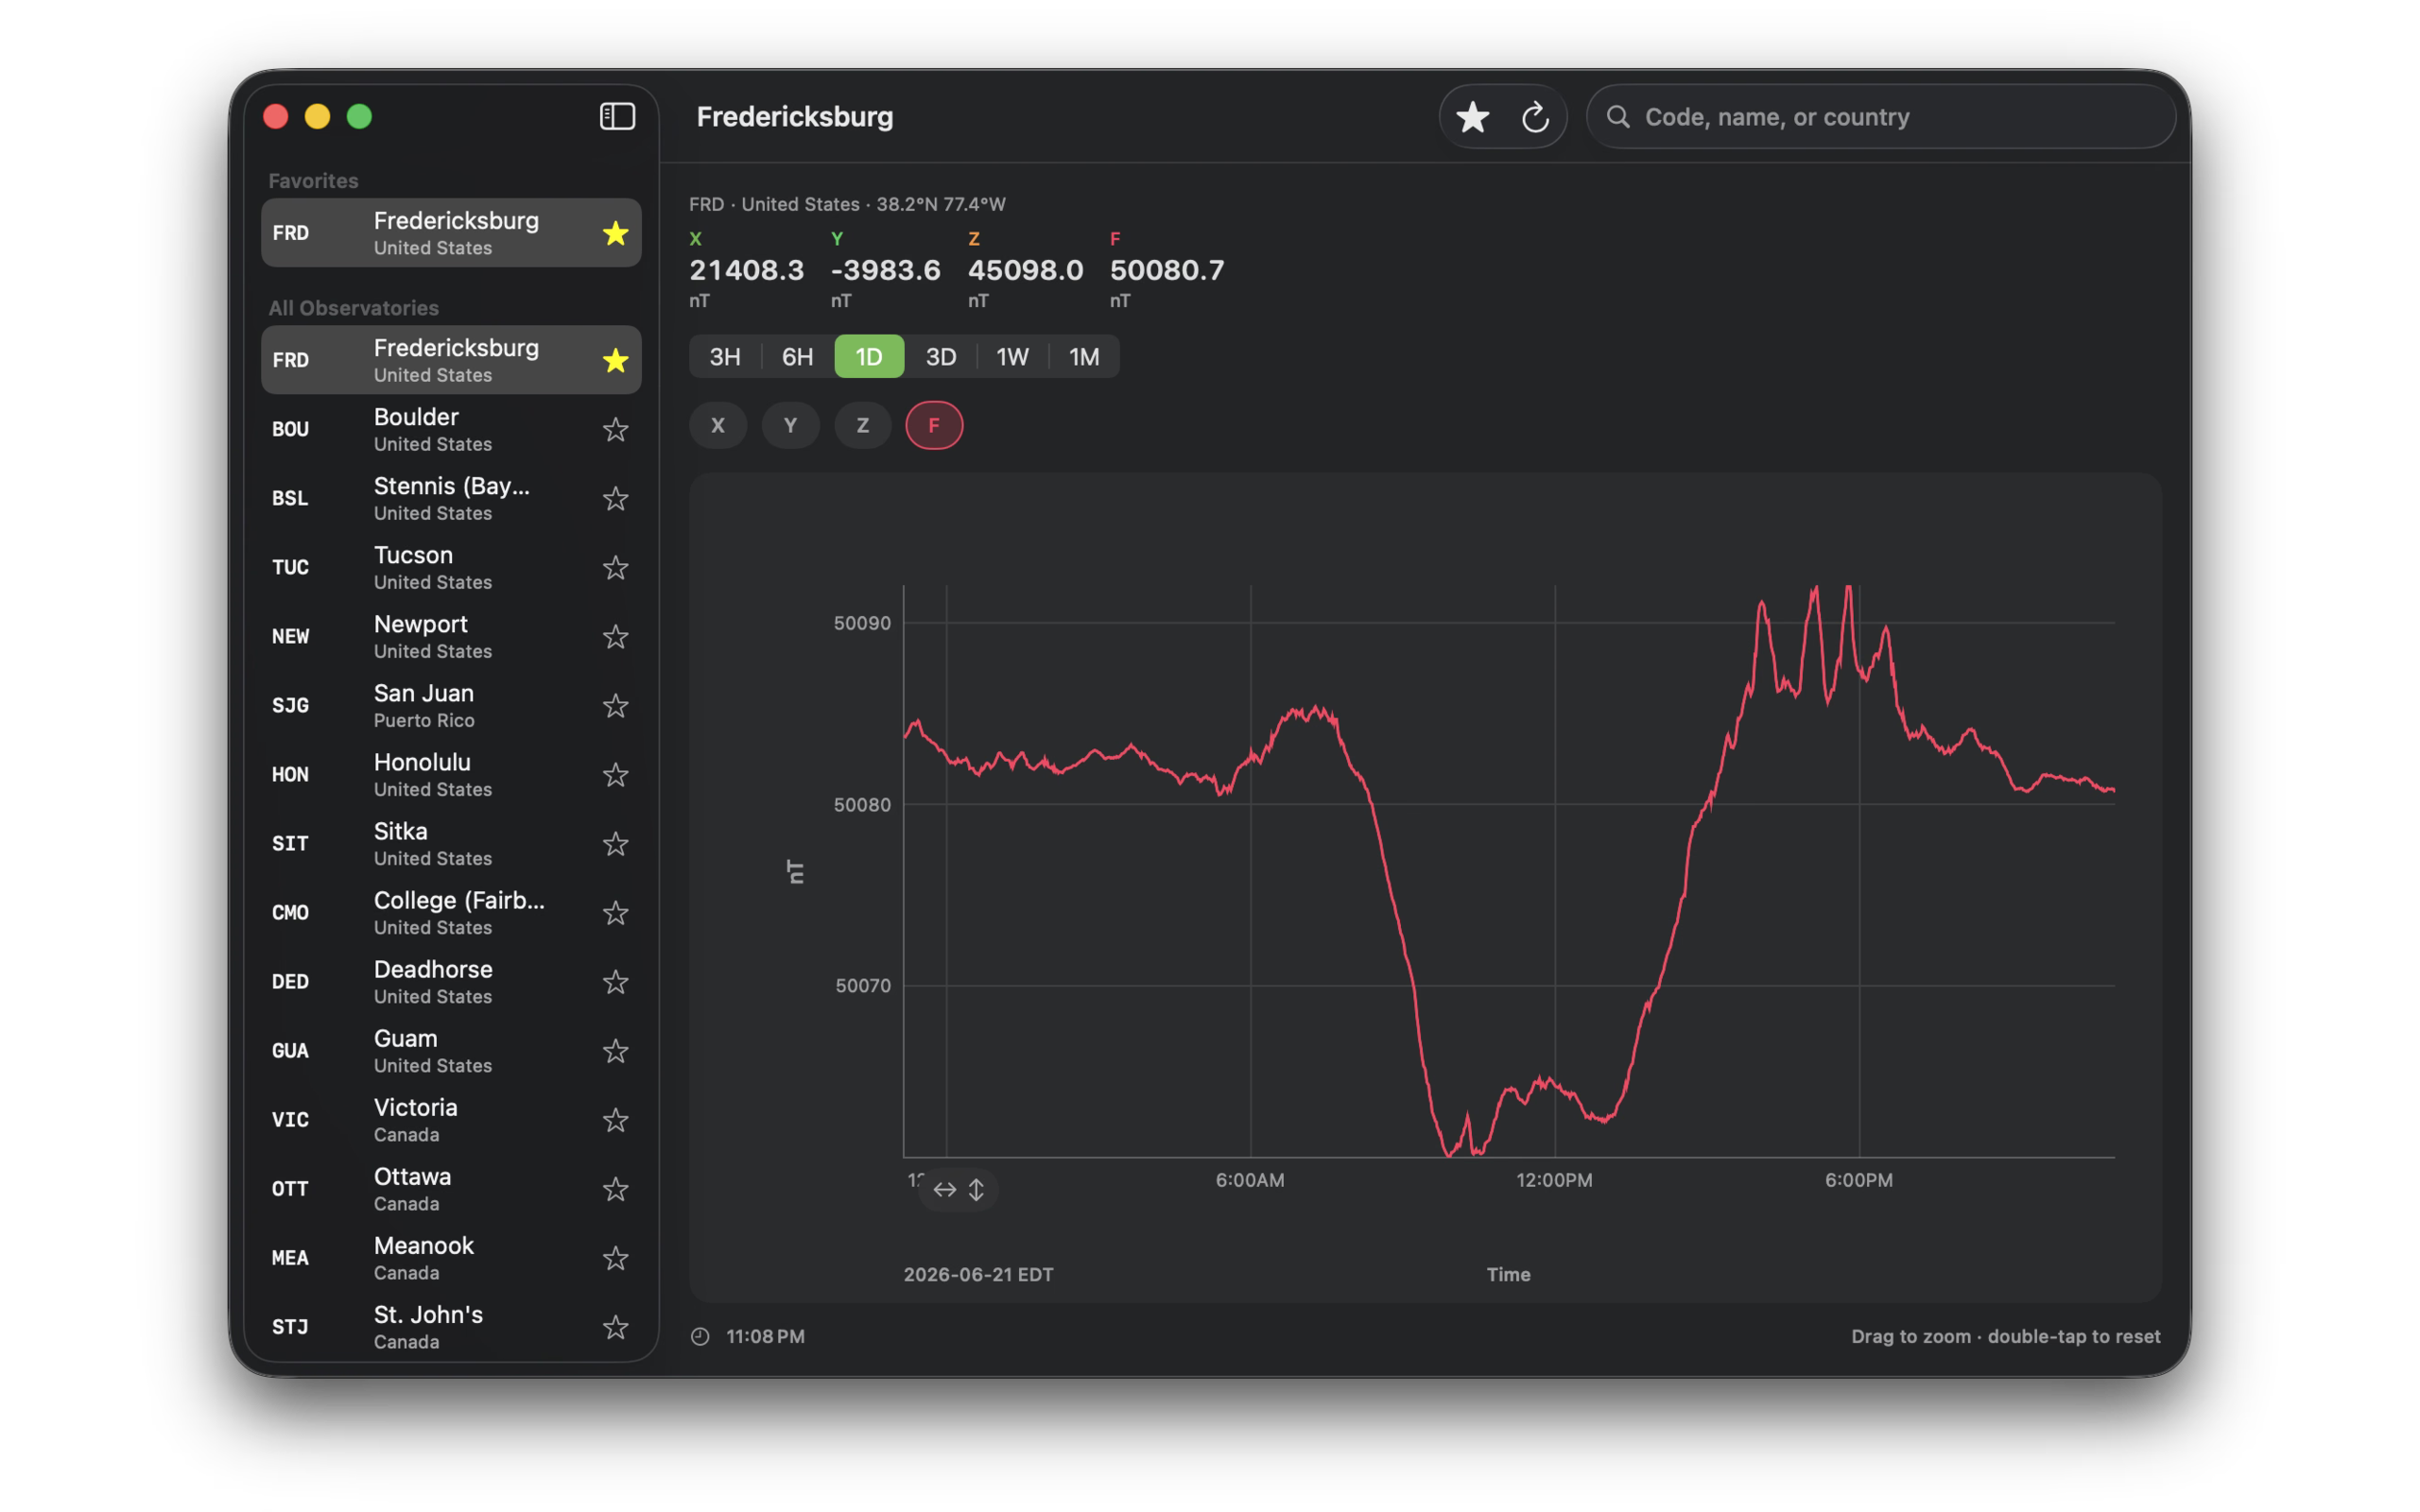 Favorites
FRD Fredericksburg
United States
All Observatories
FRD Fredericksburg
United States
BOU Boulder
United States
BSL Stennis (Bay...
United States
TUC Tucson
United States
NEW Newport
United States
SJG San Juan
Puerto Rico
HON Honolulu
United States
SIT Sitka
United States
CMO College (Fairb...
United States
DED Deadhorse
United States
GUA Guam
United States
VIC Victoria
Canada
OTT Ottawa
Canada
MEA Meanook
Canada
STJ St. John's
Canada
Fredericksburg
Code, name, or country
FRD · United States · 38.2°N 77.4°W
X Y Z F
21408.3 -3983.6 45098.0 50080.7
nT nT nT nT
3H 6H 1D 3D 1W 1M
X Y Z F
50090
50080
nT
50070
6:00AM 12:00PM 6:00PM
2026-06-21 EDT Time
11:08 PM Drag to zoom · double-tap to reset